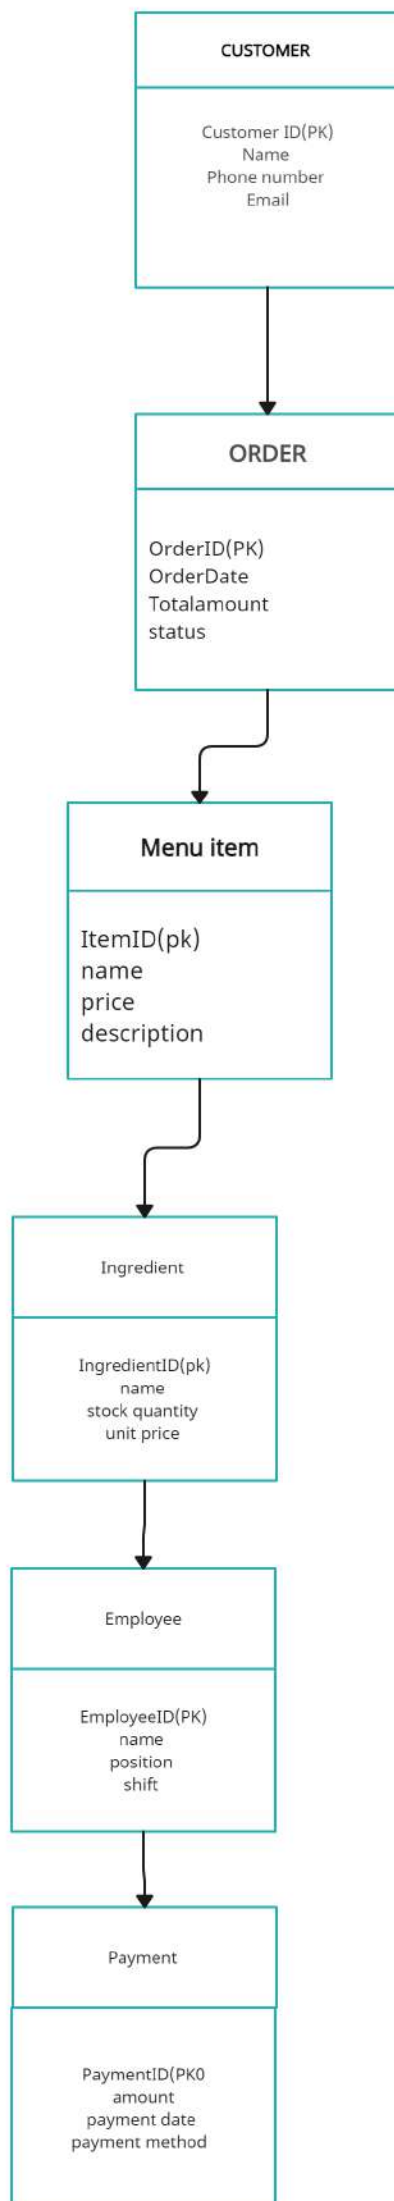 CUSTOMER
Customer ID(PK)
Name
Phone number
Email
ORDER
OrderID(PK)
OrderDate
Totalamount
status
Menu item
ItemID(pk)
name
price
description
Ingredient
IngredientID(pk)
name
stock quantity
unit price
Employee
EmployeeID(PK)
name
position
shift
Payment
PaymentID(PK0
amount
payment date
payment method